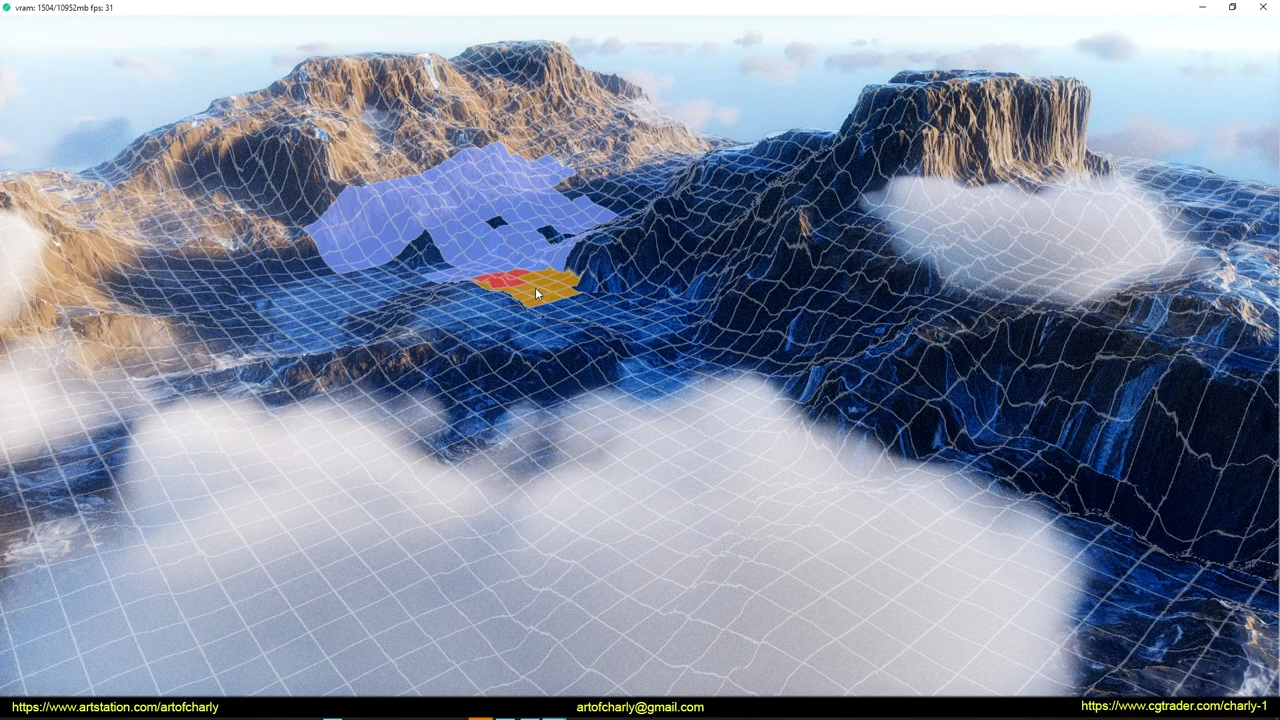 vram: 1504/10952mb fps: 31
https://www.artstation.com/artofcharly
artofcharly@gmail.com
https://www.cgtrader.com/charly-1